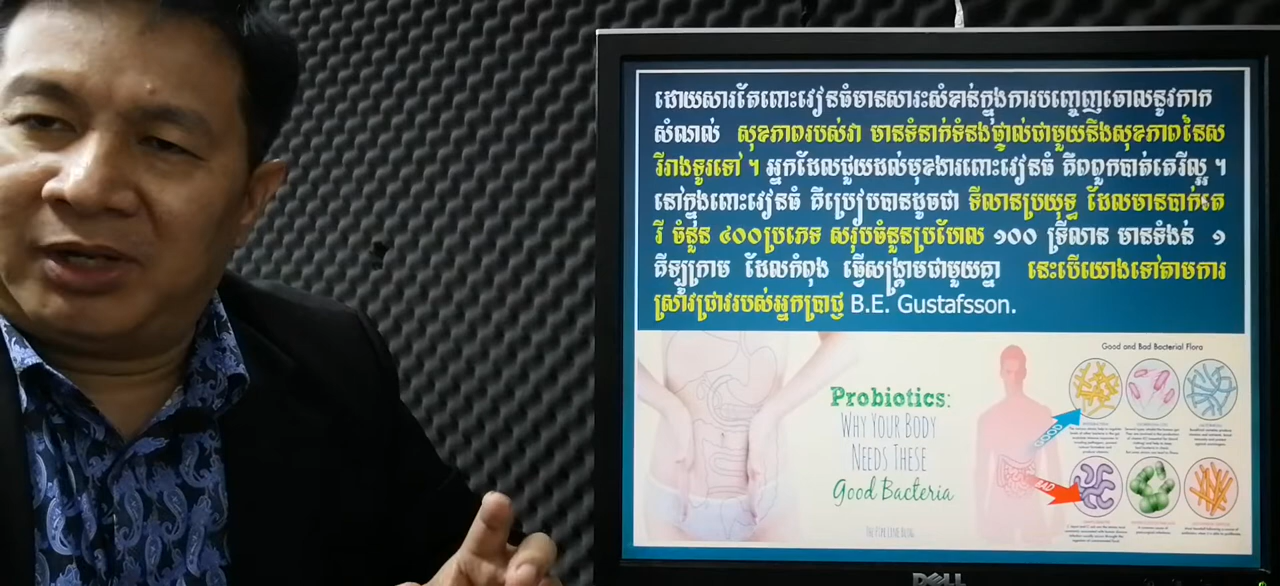 ដោយសារតែពោះវៀនធំមានសារៈសំខាន់ក្នុងការបញ្ចេញចោលនូវកាក
សំណល់ សុខភាពរបស់វា មានទំនាក់ទំនងផ្ទាល់ជាមួយនឹងសុខភាពនៃស
រីរាង្គទូរទៅ ។ អ្នកដែលជួយដល់មុខងារពោះវៀនធំ គឺពពួកបាត់តេរីល្អ ។
នៅក្នុងពោះវៀនធំ គឺប្រៀបបានដូចជា ទីលានប្រយុទ្ធ ដែលមានបាក់តេ
រី ចំនួន ៤០០ប្រភេទ សរុបចំនួនប្រហែល ១០០ ទ្រីលាន មានទំងន់ ១
គីឡូក្រាម ដែលកំពុង ធ្វើសង្គ្រាមជាមួយគ្នា នេះបើយោងទៅតាមការ
ស្រាវជ្រាវរបស់អ្នកប្រាជ្ញ B.E. Gustafsson.
Good and Bad Bacterial Flora
Probiotics:
WHY YOUR BODY
NEEDS THESE
Good Bacteria
GOOD
BAD
DELL